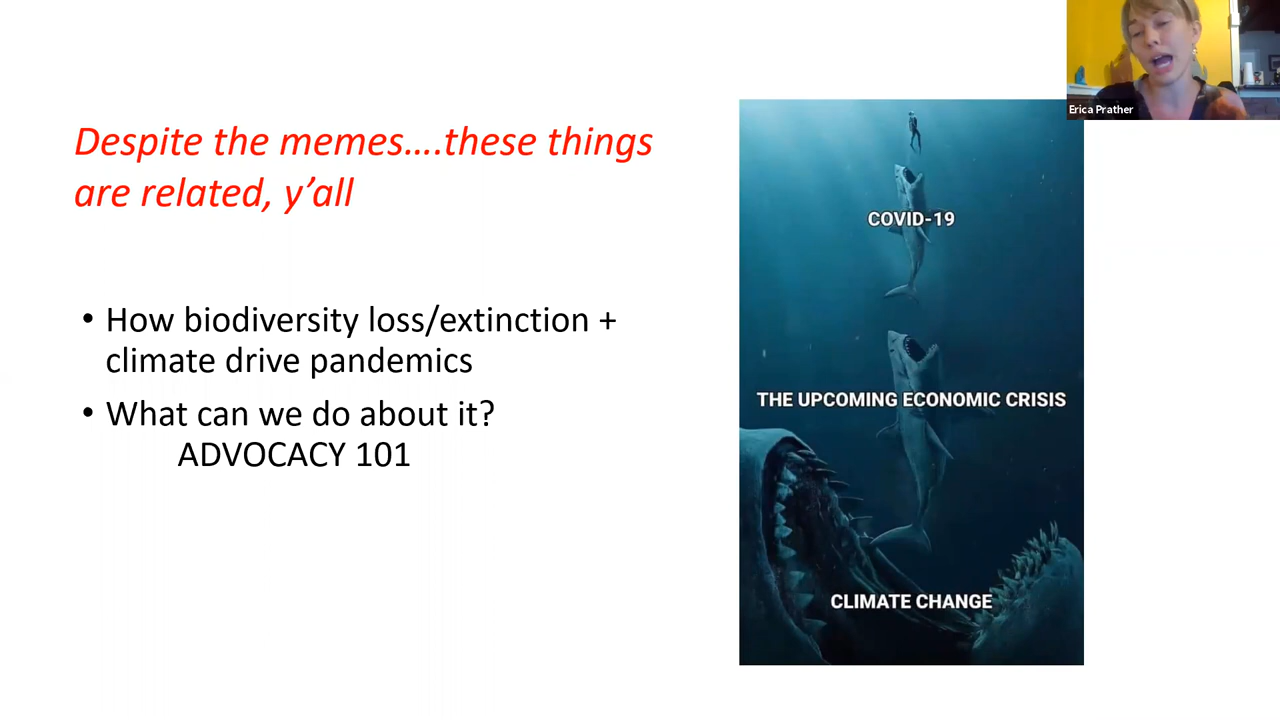 Erica Prather
Despite the memes….these things
are related, y’all
• How biodiversity loss/extinction +
climate drive pandemics
• What can we do about it?
ADVOCACY 101
COVID-19
THE UPCOMING ECONOMIC CRISIS
CLIMATE CHANGE